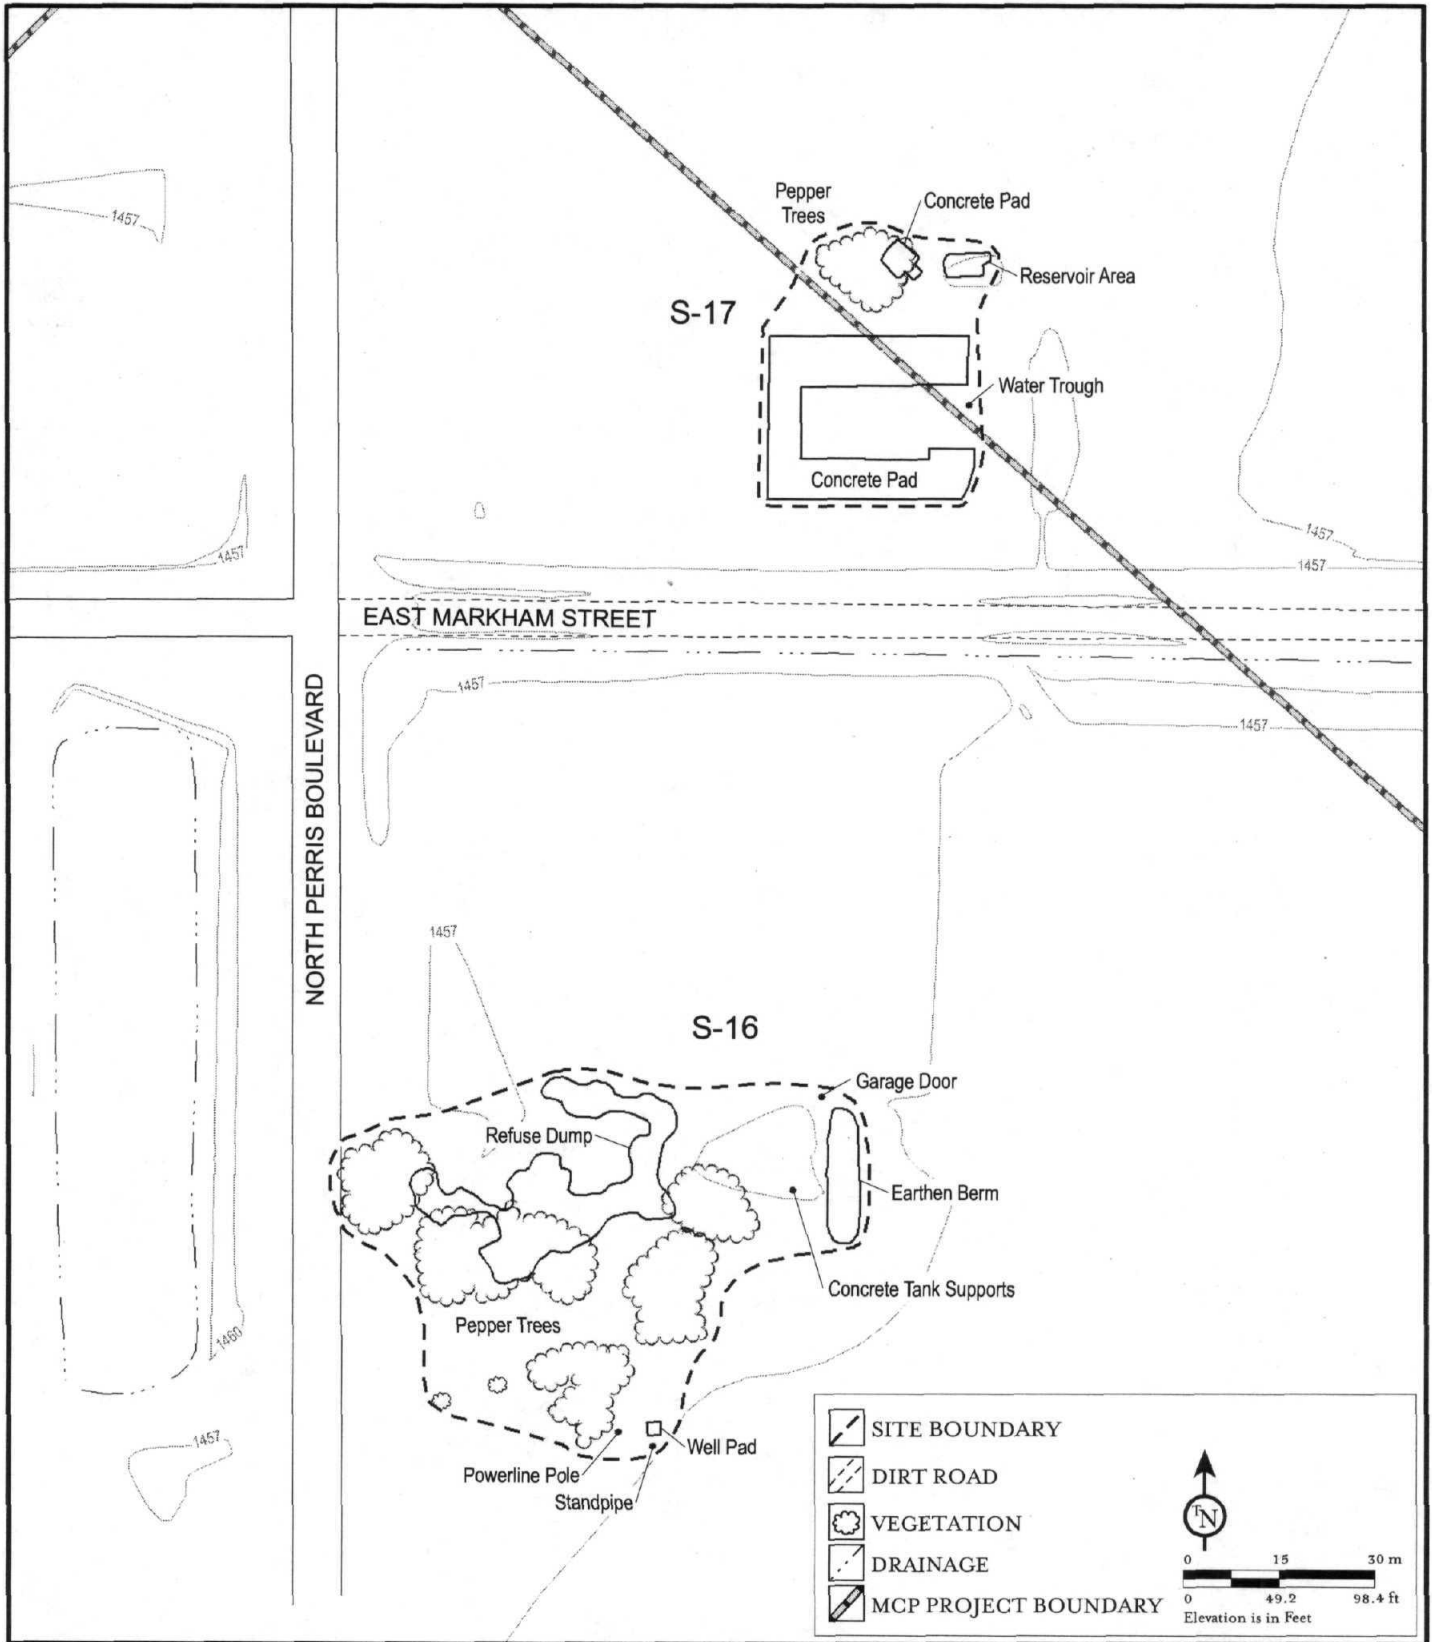 Pepper
Trees
Concrete Pad
1457
Reservoir Area
S-17
Water Trough
Concrete Pad
1457
1457
1457
EAST MARKHAM STREET
1457
1457
NORTH PERRIS BOULEVARD
1457
S-16
Garage Door
Refuse Dump
Earthen Berm
Concrete Tank Supports
Pepper Trees
1460
1457
Well Pad
Powerline Pole
Standpipe
SITE BOUNDARY
DIRT ROAD
VEGETATION
DRAINAGE
MCP PROJECT BOUNDARY
TN
0 15 30 m
0 49.2 98.4 ft
Elevation is in Feet